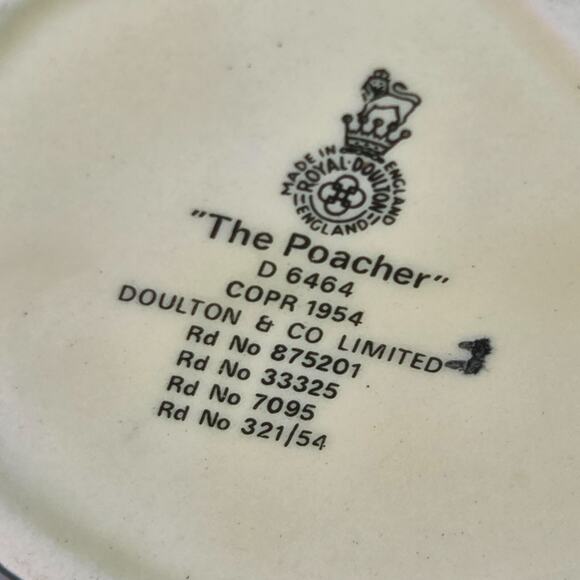 MADE IN ENGLAND
ROYAL·DOULTON
ENGLAND
"The Poacher"
D 6464
COPR 1954
DOULTON & CO LIMITED
Rd No 875201
Rd No 33325
Rd No 7095
Rd No 321/54